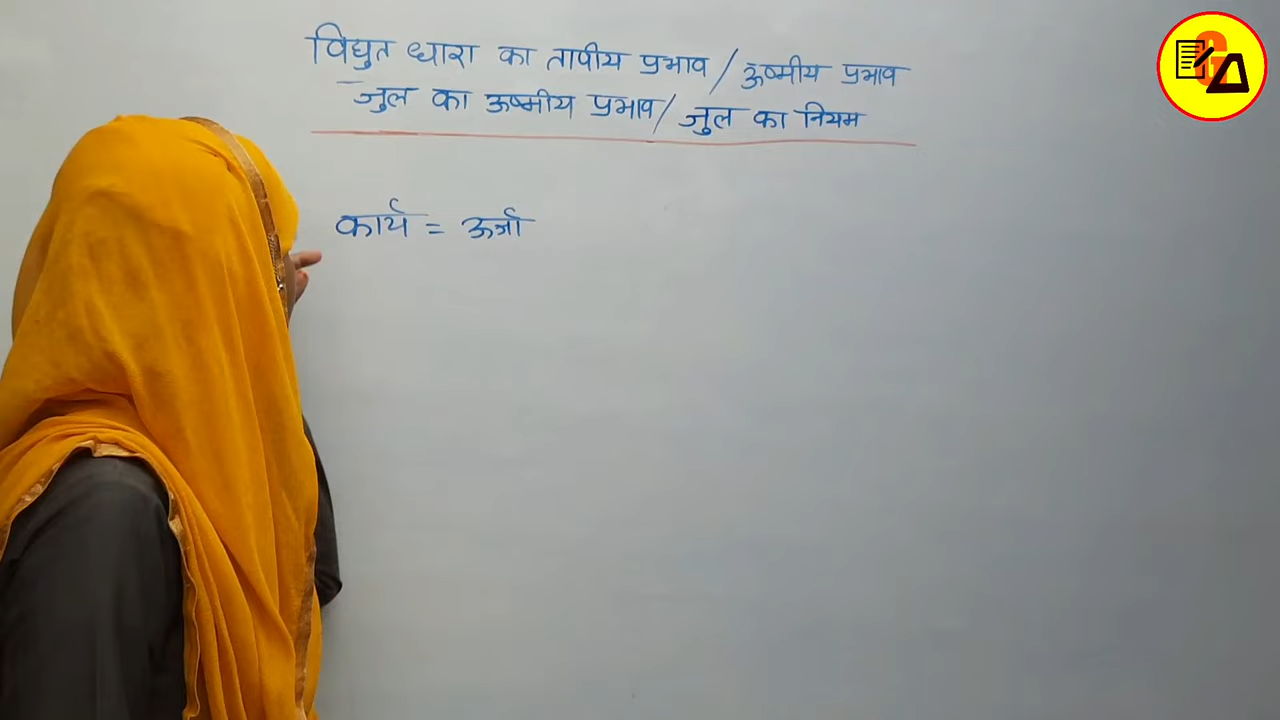 विद्युत धारा का तापीय प्रभाव / ऊष्मीय प्रभाव
जुल का ऊष्मीय प्रभाव / जुल का नियम
कार्य = ऊर्जा